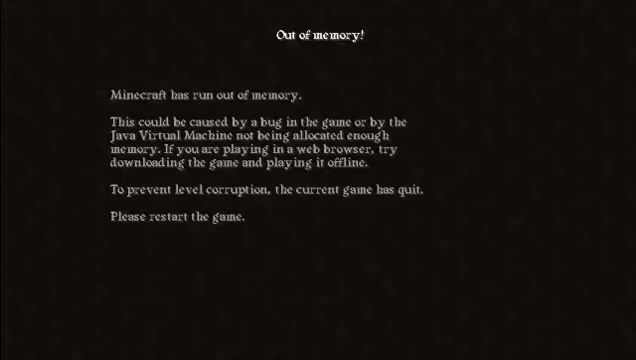 Out of memory!
Minecraft has run out of memory.
This could be caused by a bug in the game or by the
Java Virtual Machine not being allocated enough
memory. If you are playing in a web browser, try
downloading the game and playing it offline.
To prevent level corruption, the current game has quit.
Please restart the game.